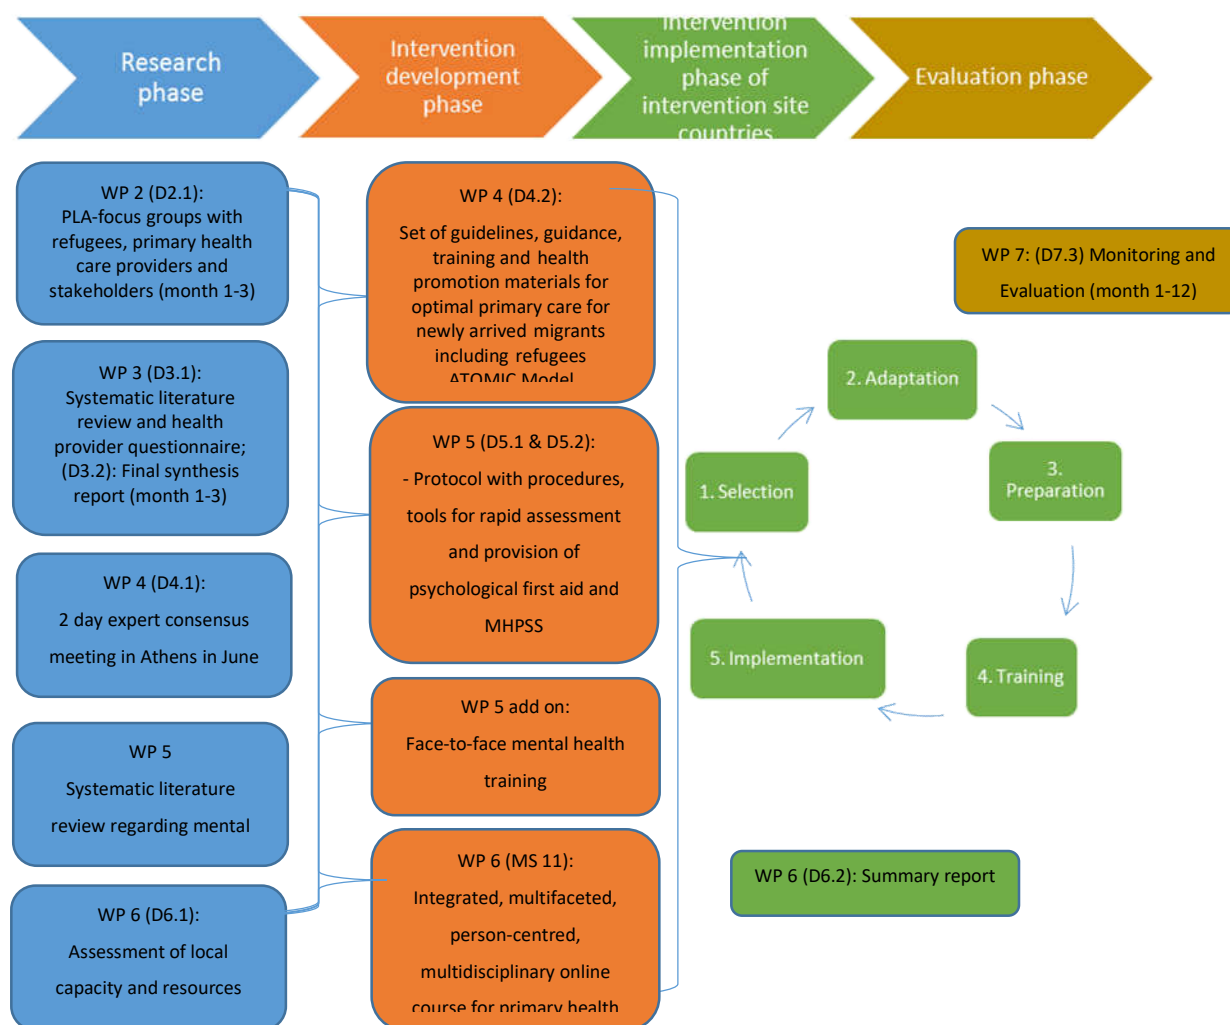 Research
phase
Intervention
development
phase
Intervention
implementation
phase of
intervention site
countries
Evaluation phase
WP 2 (D2.1):
PLA-focus groups with
refugees, primary health
care providers and
stakeholders (month 1-3)
WP 3 (D3.1):
Systematic literature
review and health
provider questionnaire;
(D3.2): Final synthesis
report (month 1-3)
WP 4 (D4.1):
2 day expert consensus
meeting in Athens in June
WP 5
Systematic literature
review regarding mental
WP 6 (D6.1):
Assessment of local
capacity and resources
WP 4 (D4.2):
Set of guidelines, guidance,
training and health
promotion materials for
optimal primary care for
newly arrived migrants
including refugees
ATOMIC Model
WP 5 (D5.1 & D5.2):
- Protocol with procedures,
tools for rapid assessment
and provision of
psychological first aid and
MHPSS
WP 5 add on:
Face-to-face mental health
training
WP 6 (MS 11):
Integrated, multifaceted,
person-centred,
multidisciplinary online
course for primary health
WP 7: (D7.3) Monitoring and
Evaluation (month 1-12)
1. Selection
2. Adaptation
3.
Preparation
4. Training
5. Implementation
WP 6 (D6.2): Summary report